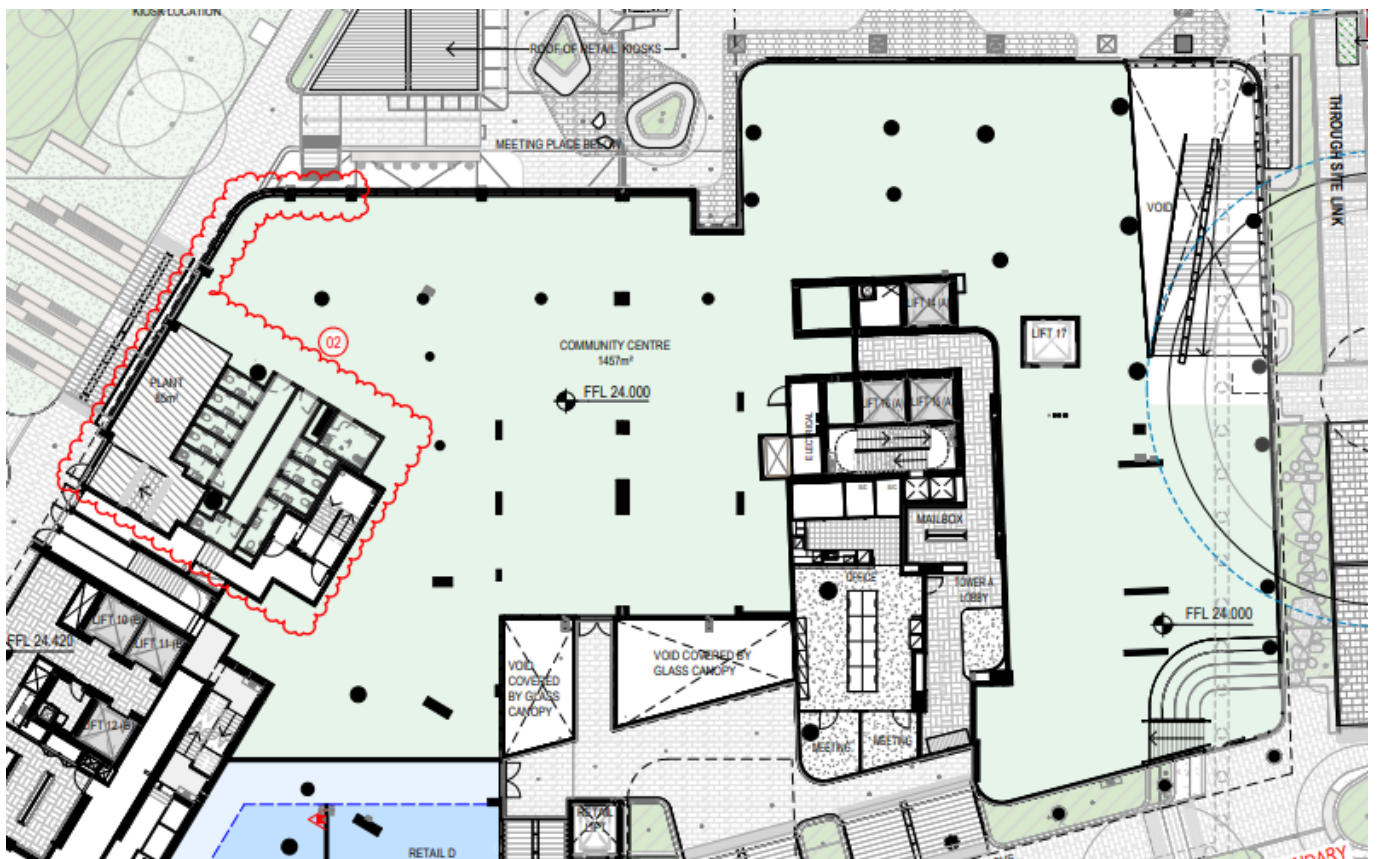 KIOSK LOCATION
ROOF OF RETAIL KIOSKS
MEETING PLACE BELOW
THROUGH SITE LINK
VOID
LIFT 14 (A)
LIFT 17
02
COMMUNITY CENTRE
1457m²
FFL 24.000
PLANT
65m²
LIFT 16 (A)
LIFT 15 (A)
ELECTRICAL
MAILBOX
OFFICE
TOWER A
LOBBY
FFL 24.000
LIFT 10 (B)
LIFT 11 (B)
FFL 24.420
LIFT 12 (B)
VOID
COVERED
BY GLASS
CANOPY
VOID COVERED BY
GLASS CANOPY
MEETING
MEETING
RETAIL
LIFT
RETAIL D